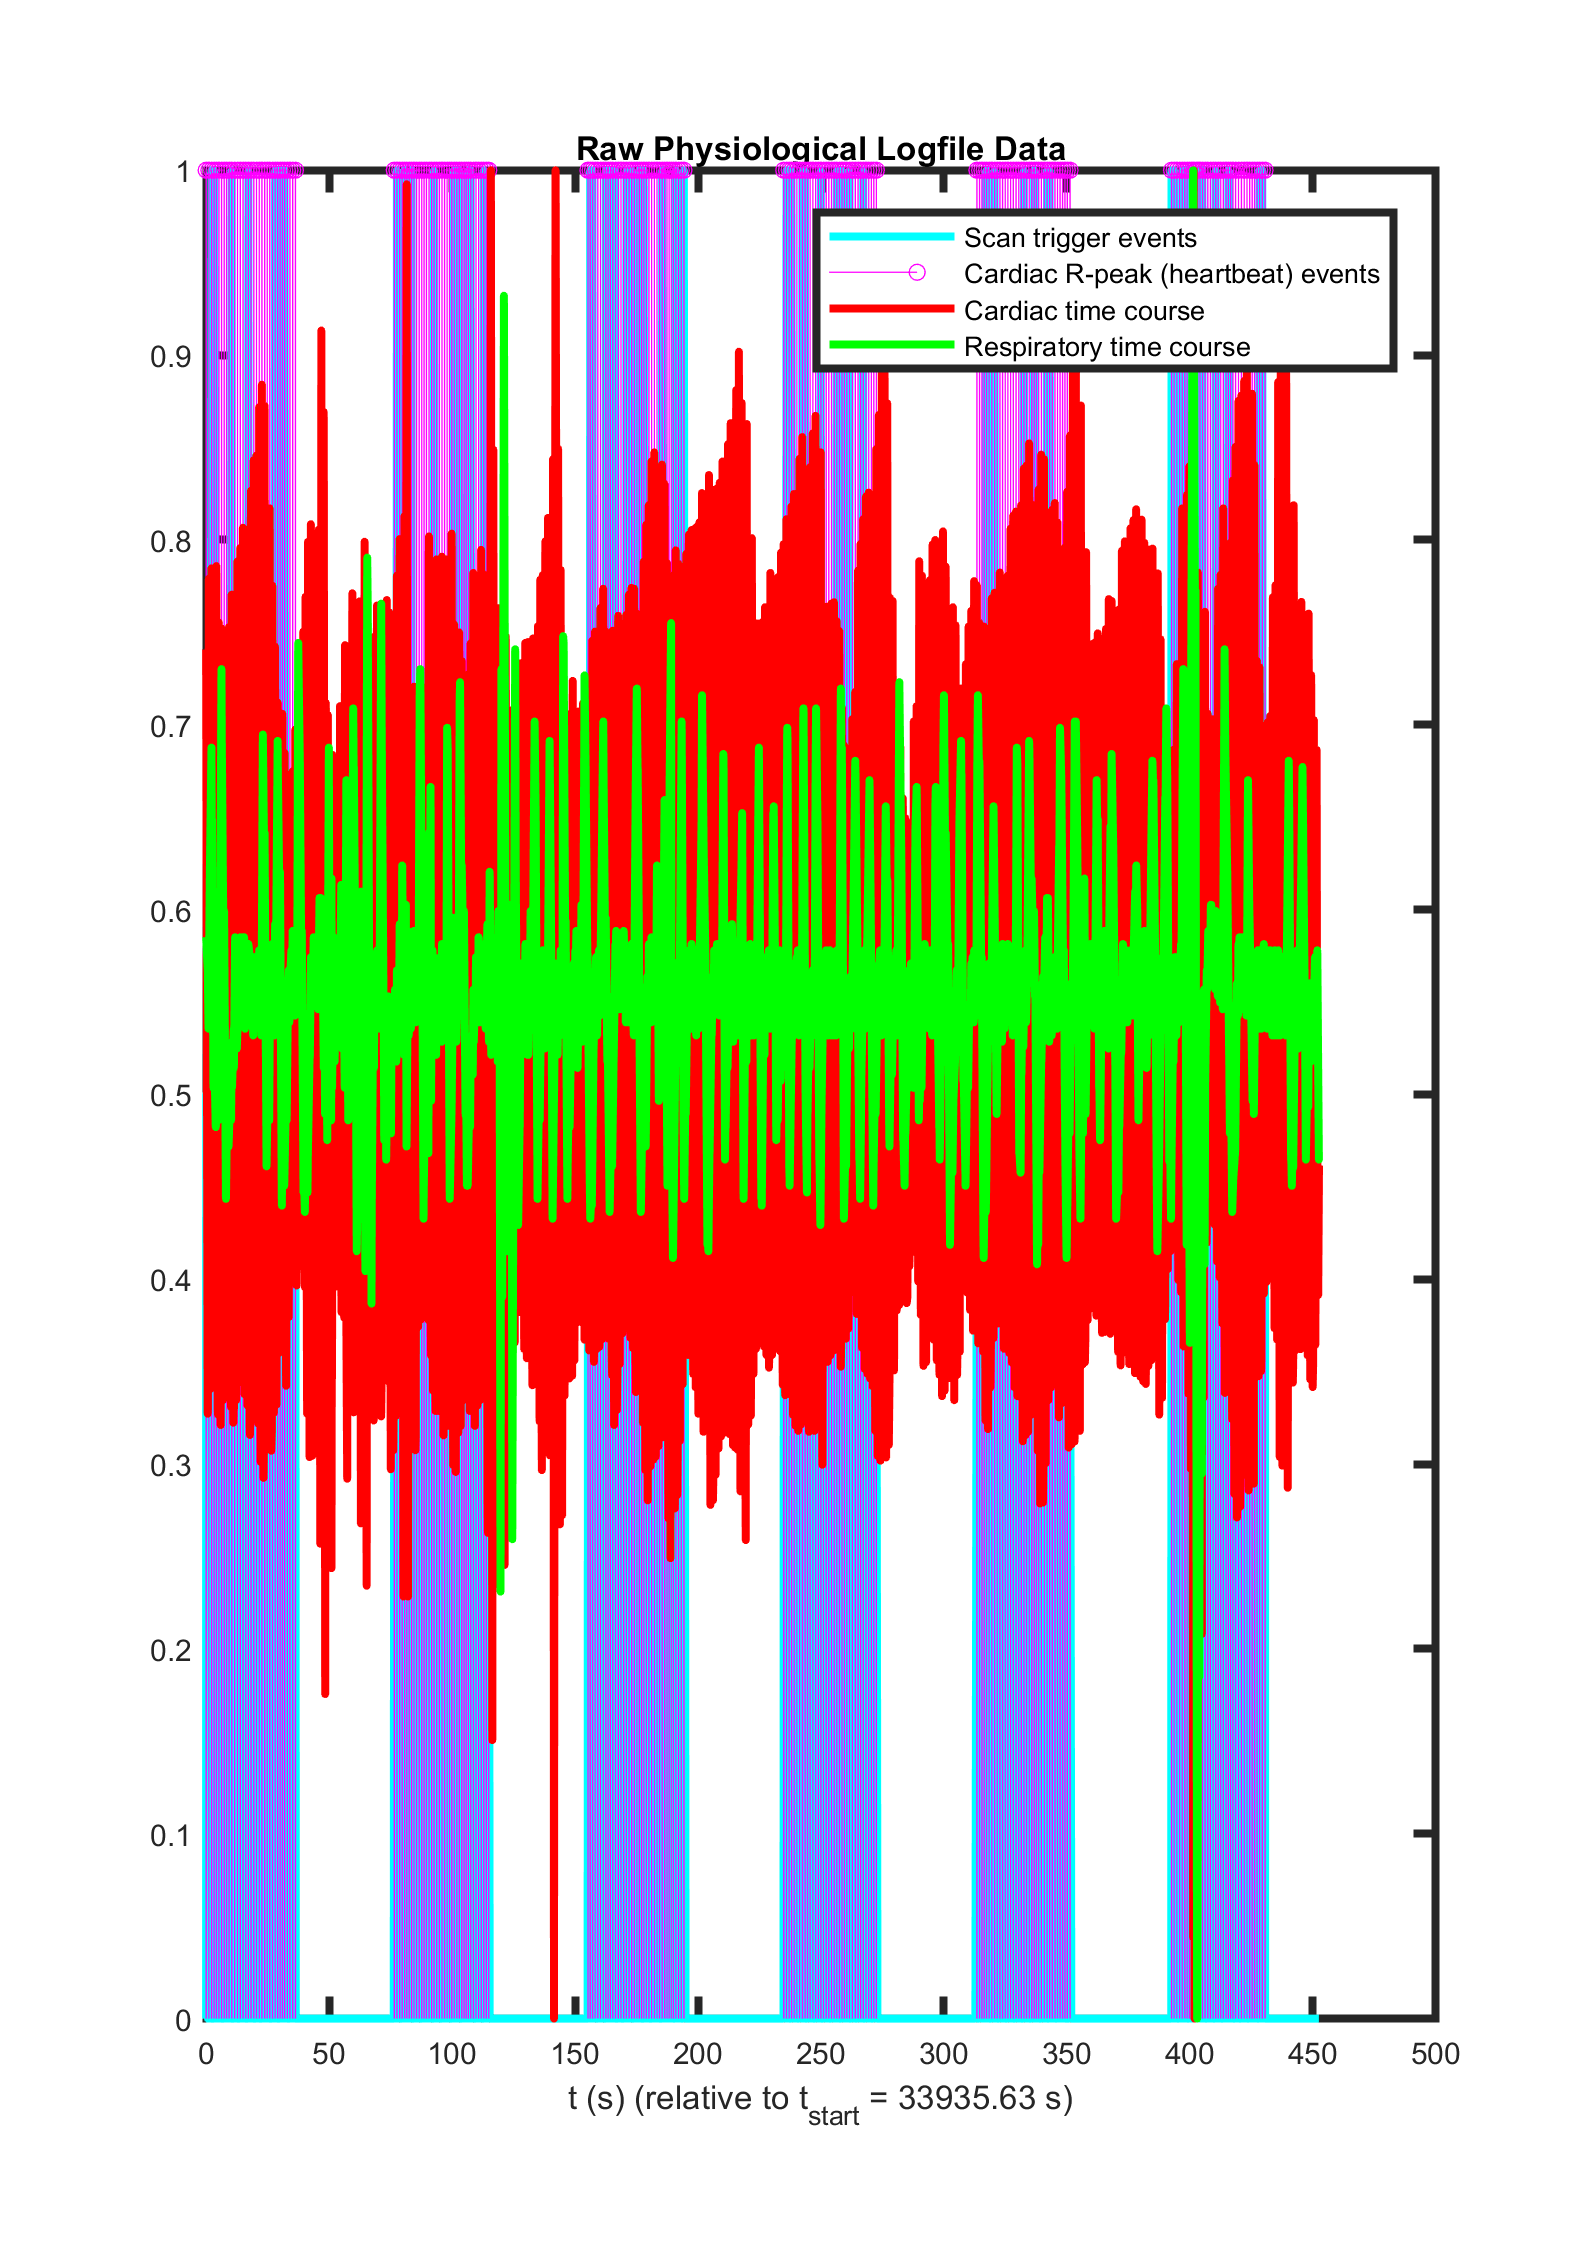 Raw Physiological Logfile Data
Scan trigger events
Cardiac R-peak (heartbeat) events
Cardiac time course
Respiratory time course
1
0.9
0.8
0.7
0.6
0.5
0.4
0.3
0.2
0.1
0
0 50 100 150 200 250 300 350 400 450 500
t (s) (relative to tstart = 33935.63 s)